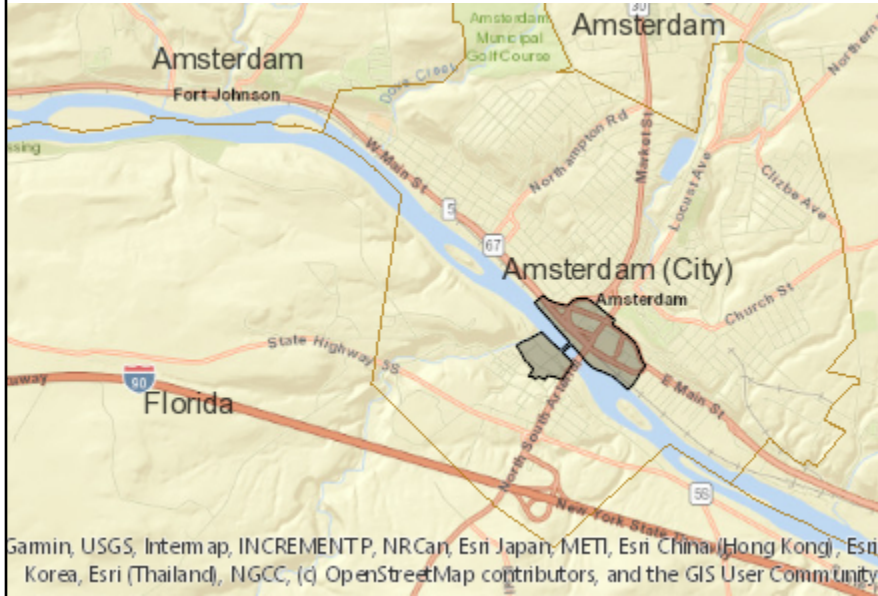 30
Amsterdam
Municipal
Golf Course
Amsterdam
Northern
Amsterdam
Dove Creek
Fort Johnson
ssing
W Main St
Northampton Rd
Market St
Locust Ave
Clizbe Ave
5
67
Amsterdam (City)
Amsterdam
Church St
State Highway 5S
90
Florida
E Main St
North South Arterial
5S
New York State
Garmin, USGS, Intermap, INCREMENT P, NRCan, Esri Japan, METI, Esri China (Hong Kong), Esri
Korea, Esri (Thailand), NGCC, (c) OpenStreetMap contributors, and the GIS User Community